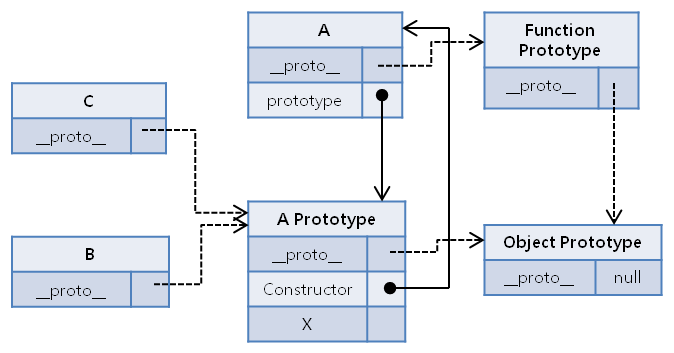 A
__proto__
prototype
Function
Prototype
__proto__
C
__proto__
A Prototype
__proto__
Constructor
X
B
__proto__
Object Prototype
__proto__ null